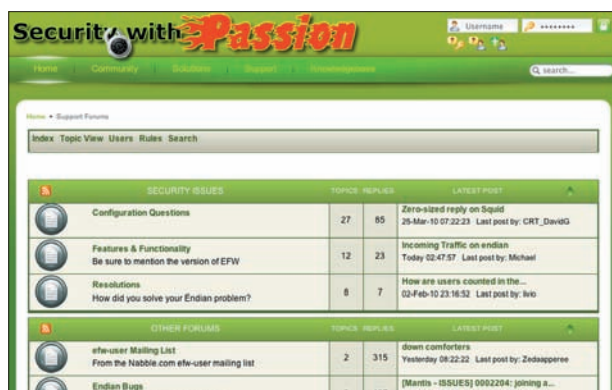 Security with Passion
Username
********
Home Community Solutions Support Knowledgebase
search...
Home • Support Forums
Index Topic View Users Rules Search
SECURITY ISSUES TOPICS REPLIES LATEST POST
Configuration Questions 27 85 Zero-sized reply on Squid
25-Mar-10 07:22:23 Last post by: CRT_DavidG
Features & Functionality 12 23 Incoming Traffic on endian
Be sure to mention the version of EFW Today 02:47:57 Last post by: Michael
Resolutions 8 7 How are users counted in the...
How did you solve your Endian problem? 02-Feb-10 23:16:52 Last post by: livio
OTHER FORUMS TOPICS REPLIES LATEST POST
efw-user Mailing List 2 315 down comforters
From the Nabble.com efw-user mailing list Yesterday 08:22:22 Last post by: Zedaapperee
Endian Bugs [Mantis - ISSUES] 0002204: joining a...